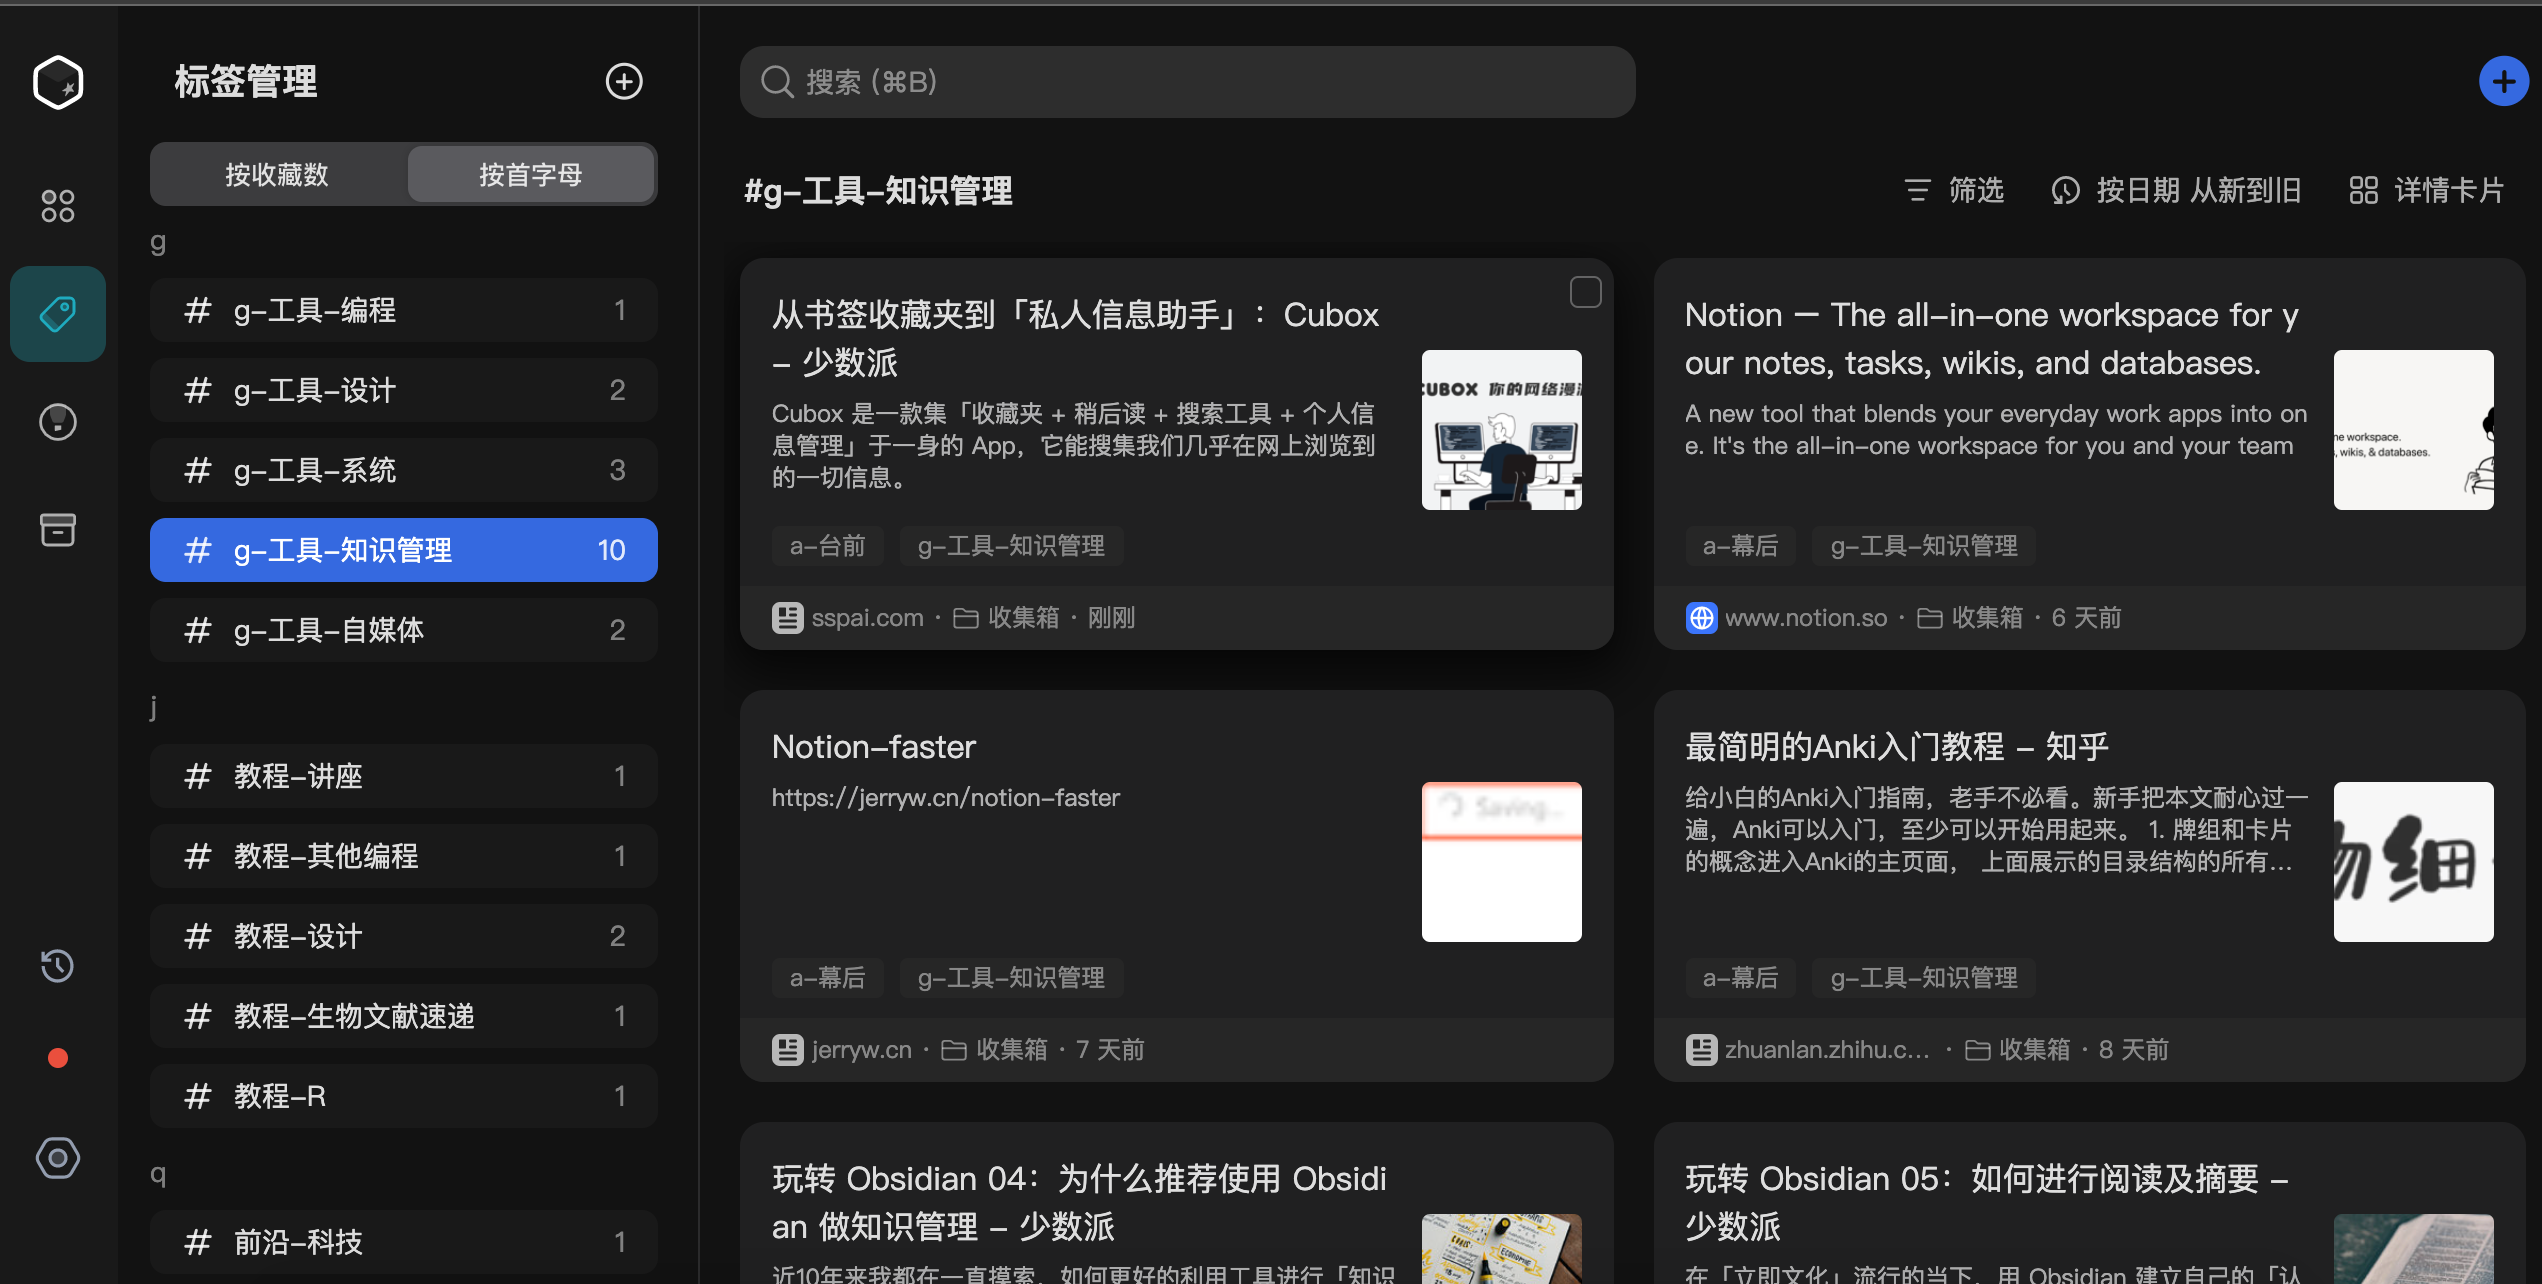 标签管理
按收藏数
按首字母
g
# g-工具-编程 1
# g-工具-设计 2
# g-工具-系统 3
# g-工具-知识管理 10
# g-工具-自媒体 2
j
# 教程-讲座 1
# 教程-其他编程 1
# 教程-设计 2
# 教程-生物文献速递 1
# 教程-R 1
q
# 前沿-科技 1
搜索 (⌘B)
#g-工具-知识管理
筛选
按日期 从新到旧
详情卡片
从书签收藏夹到「私人信息助手」：Cubox
- 少数派
Cubox 是一款集「收藏夹 + 稍后读 + 搜索工具 + 个人信
息管理」于一身的 App，它能搜集我们几乎在网上浏览到
的一切信息。
CUBOX 你的网络漫
a-台前 g-工具-知识管理
sspai.com · 收集箱 · 刚刚
Notion – The all-in-one workspace for y
our notes, tasks, wikis, and databases.
A new tool that blends your everyday work apps into on
e. It's the all-in-one workspace for you and your team
ne workspace.
, wikis, & databases.
a-幕后 g-工具-知识管理
www.notion.so · 收集箱 · 6 天前
Notion-faster
https://jerryw.cn/notion-faster
Saving...
a-幕后 g-工具-知识管理
jerryw.cn · 收集箱 · 7 天前
最简明的Anki入门教程 - 知乎
给小白的Anki入门指南，老手不必看。新手把本文耐心过一
遍，Anki可以入门，至少可以开始用起来。 1. 牌组和卡片
的概念进入Anki的主页面， 上面展示的目录结构的所有...
物细
a-幕后 g-工具-知识管理
zhuanlan.zhihu.c... · 收集箱 · 8 天前
玩转 Obsidian 04：为什么推荐使用 Obsidi
an 做知识管理 - 少数派
近10年来我都在一直摸索，如何更好的利用工具进行「知识
ECONOMIE
玩转 Obsidian 05：如何进行阅读及摘要 -
少数派
在「立即文化」流行的当下，用 Obsidian 建立自己的「认